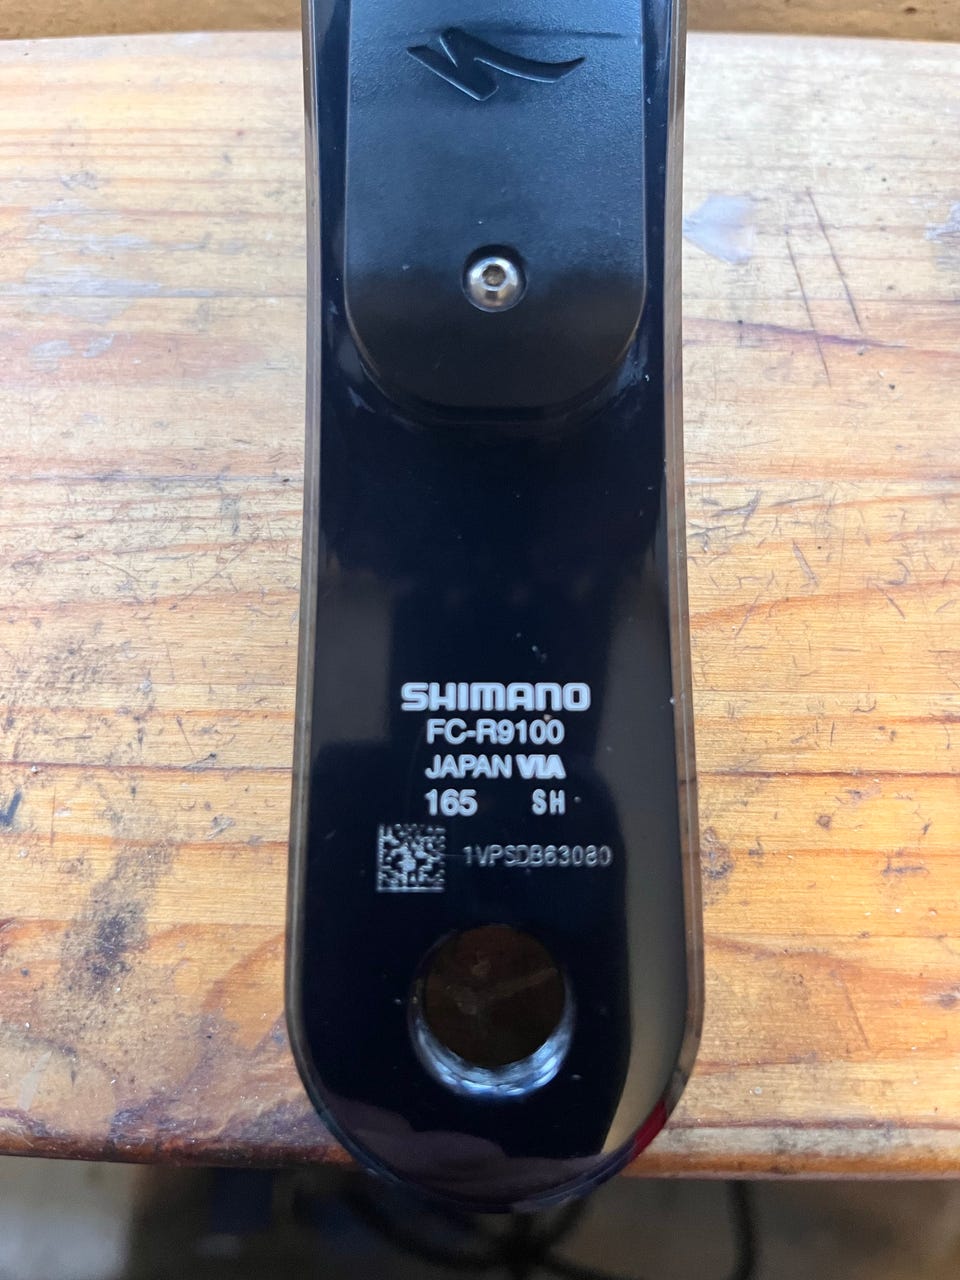 SHIMANO
FC-R9100
JAPAN VIA
165 SH
1VPSDB63080